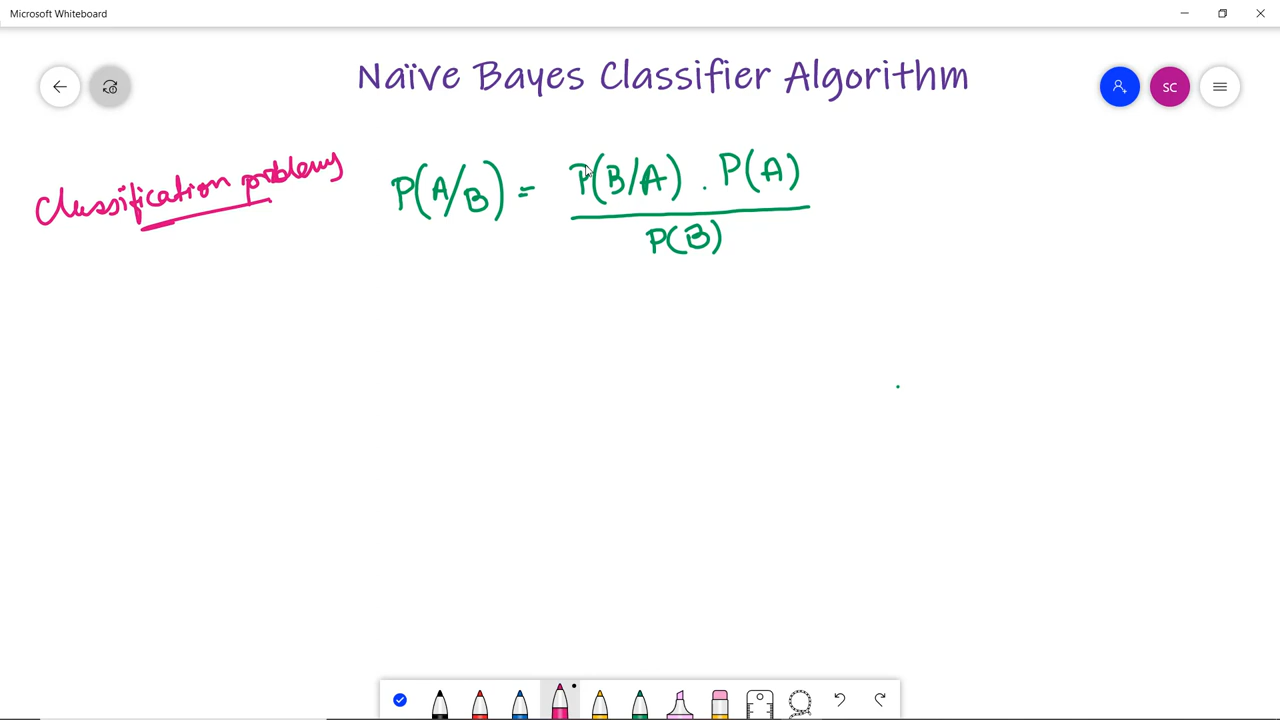 Microsoft Whiteboard
Naïve Bayes Classifier Algorithm
SC
Classification problems
P(A/B) = P(B/A) . P(A)
P(B)